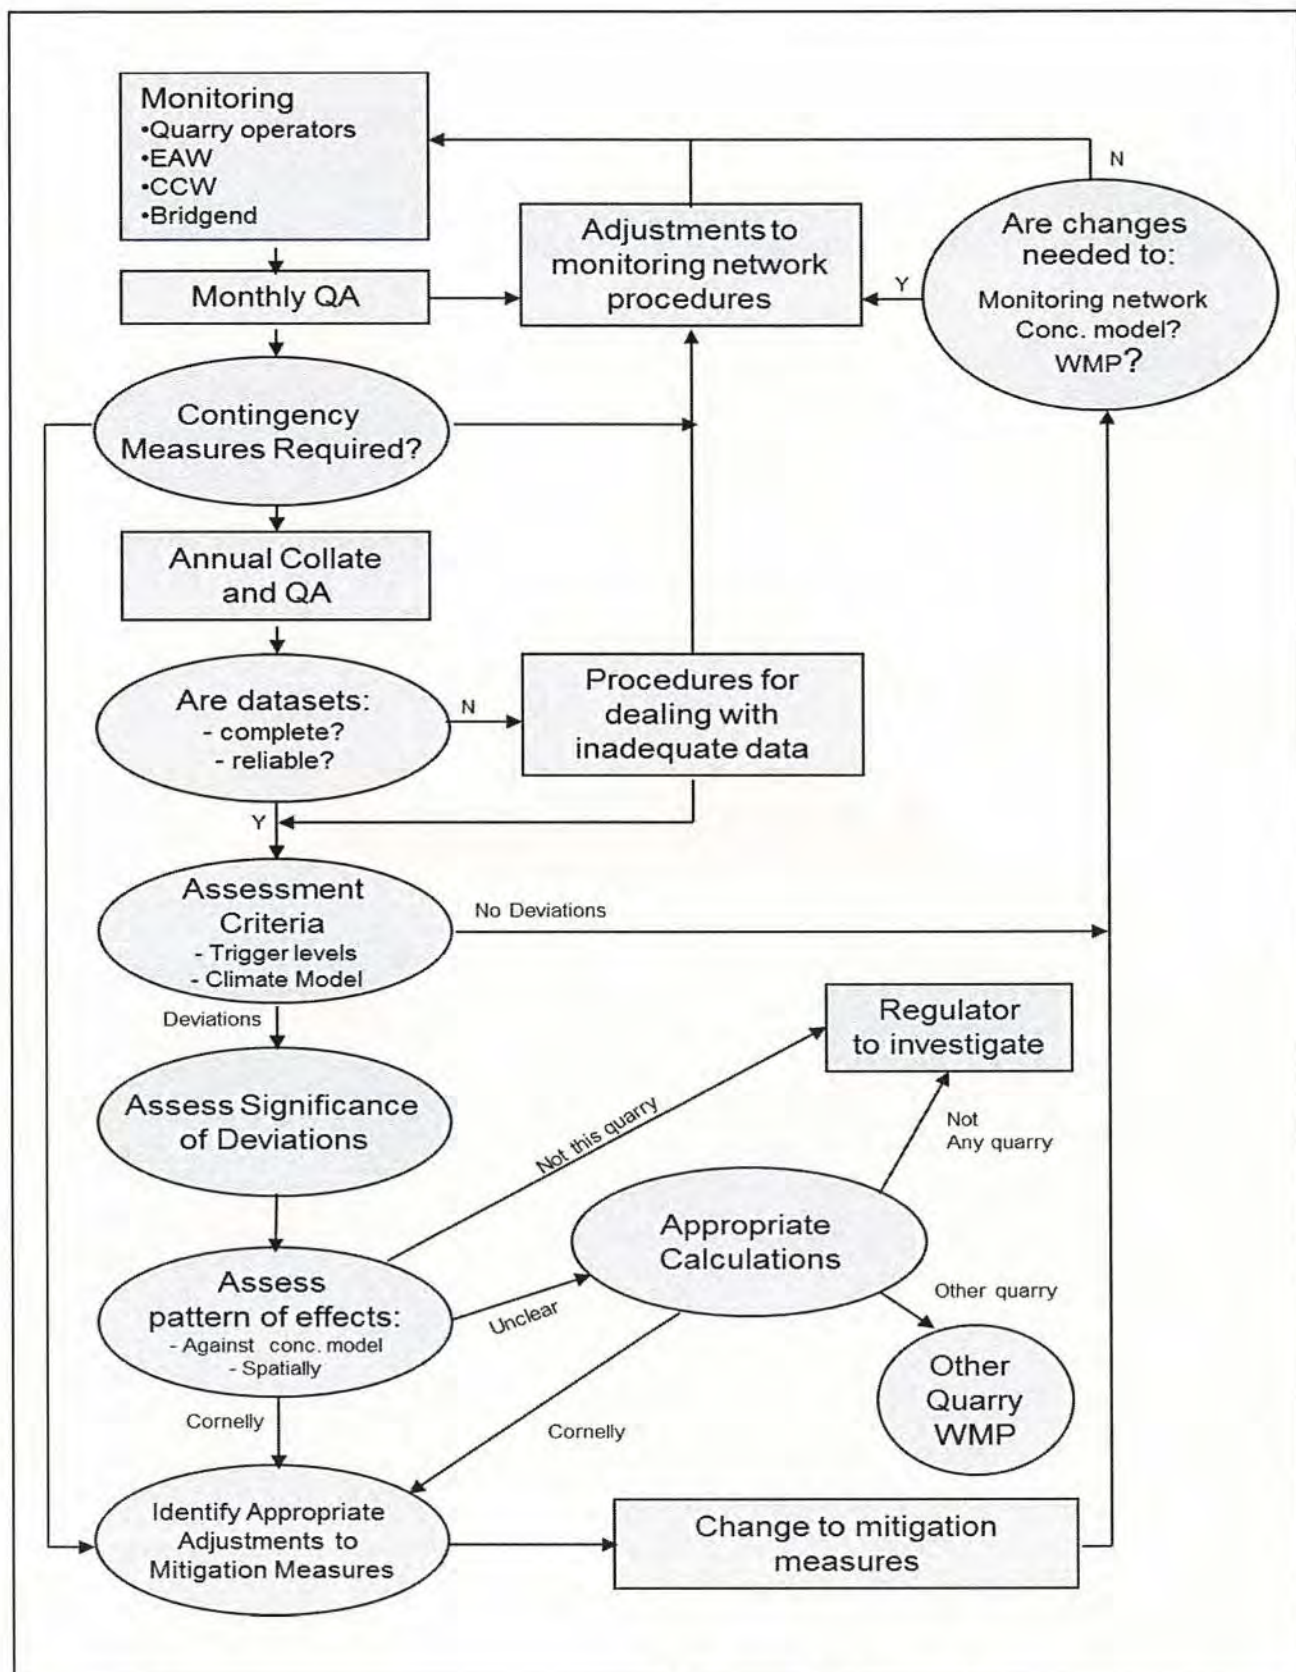 Monitoring
•Quarry operators
•EAW
•CCW
•Bridgend
N
Are changes
needed to:
Monitoring network
Conc. model?
WMP?
Adjustments to
monitoring network
procedures
Y
Monthly QA
Contingency
Measures Required?
Annual Collate
and QA
Are datasets:
- complete?
- reliable?
N
Procedures for
dealing with
inadequate data
Y
Assessment
Criteria
- Trigger levels
- Climate Model
No Deviations
Deviations
Regulator
to investigate
Assess Significance
of Deviations
Not this quarry
Not
Any quarry
Appropriate
Calculations
Assess
pattern of effects:
- Against conc. model
- Spatially
Unclear
Other quarry
Other
Quarry
WMP
Cornelly
Cornelly
Identify Appropriate
Adjustments to
Mitigation Measures
Change to mitigation
measures